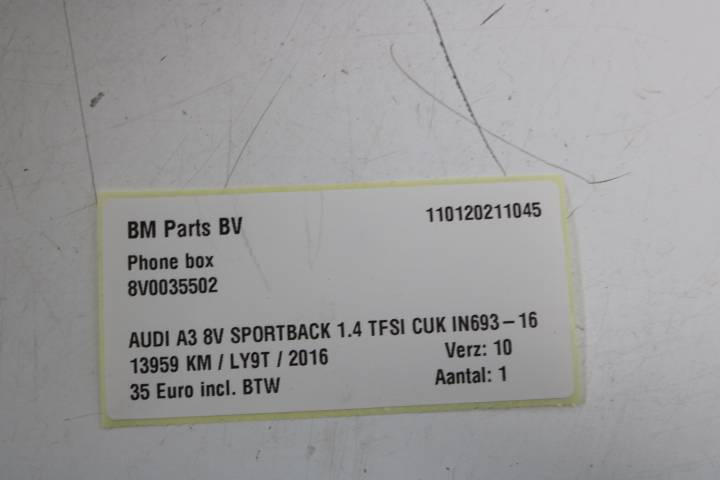 BM Parts BV 110120211045
Phone box
8V0035502
AUDI A3 8V SPORTBACK 1.4 TFSI CUK IN693-16
13959 KM / LY9T / 2016 Verz: 10
35 Euro incl. BTW Aantal: 1